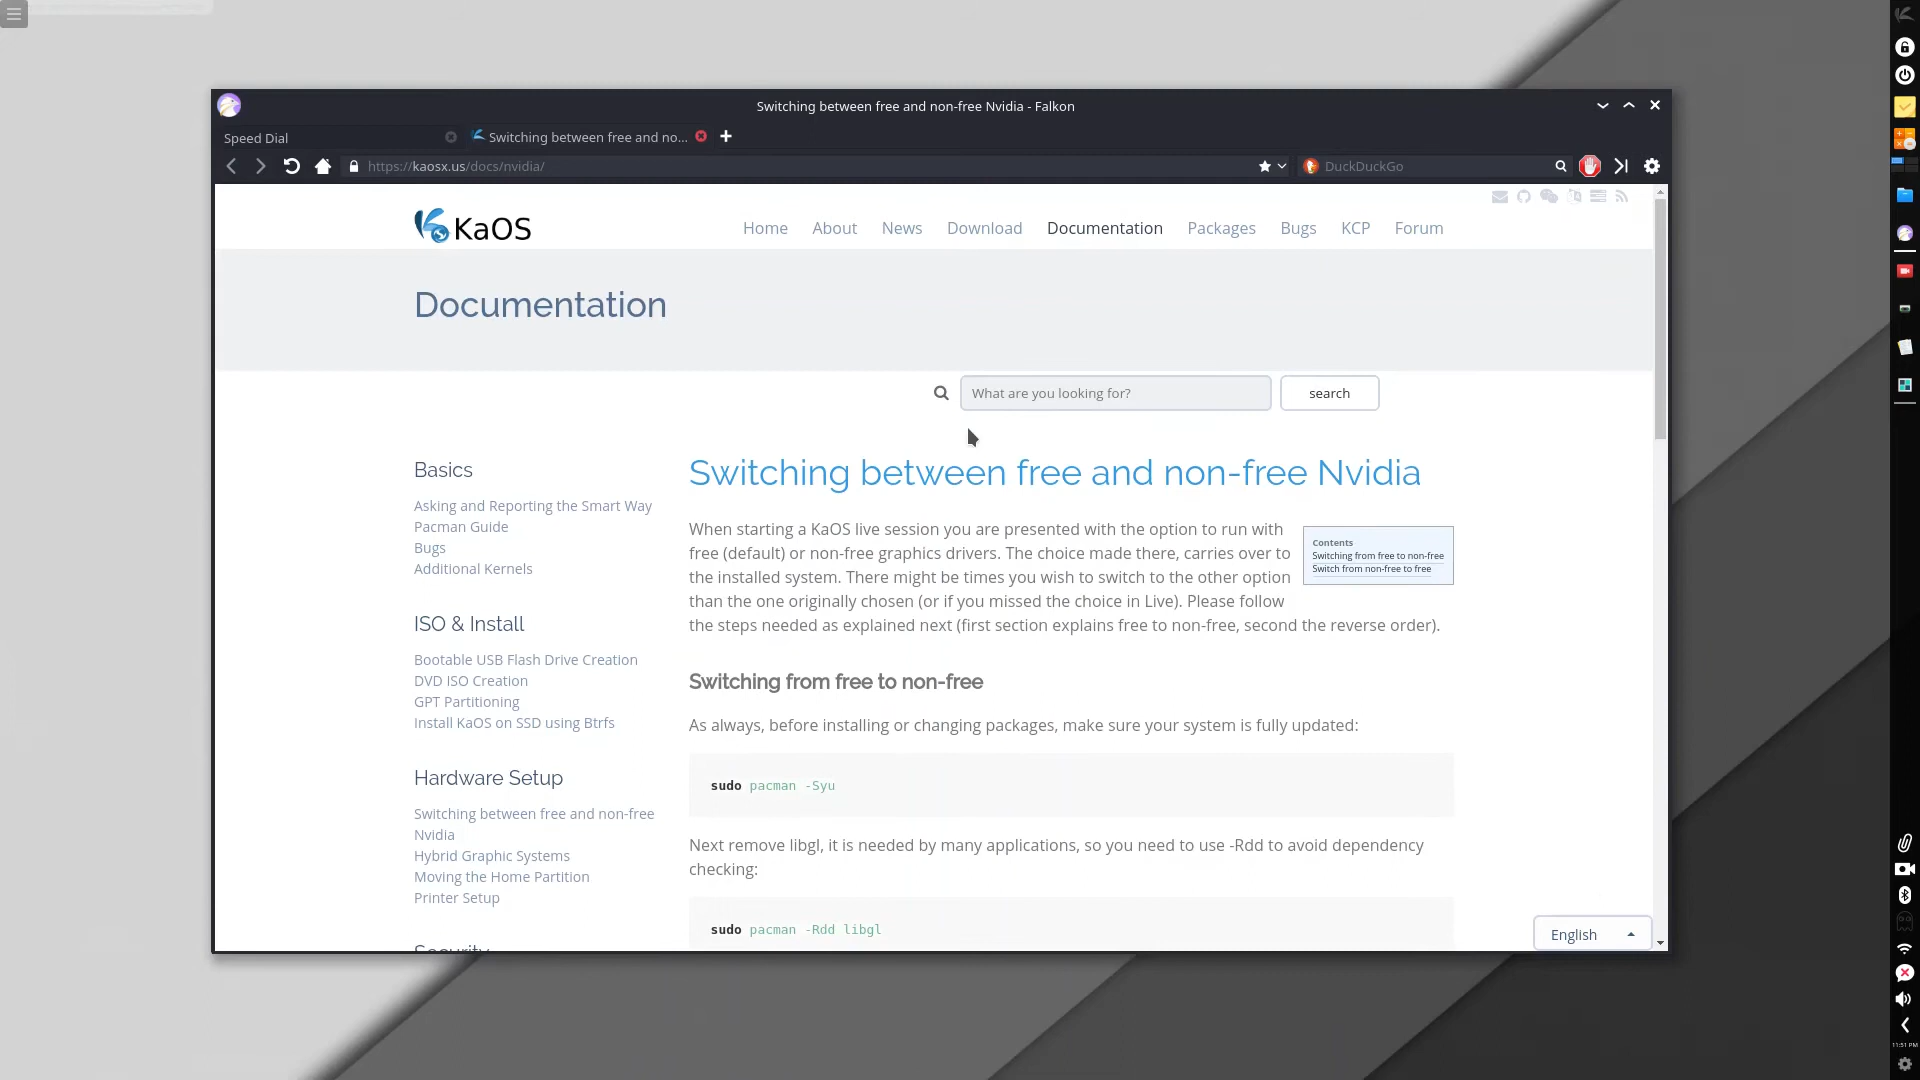 Switching between free and non-free Nvidia - Falkon
Speed Dial
Switching between free and no...
https://kaosx.us/docs/nvidia/
DuckDuckGo
KaOS
Home About News Download Documentation Packages Bugs KCP Forum
Documentation
What are you looking for?
search
Basics
Asking and Reporting the Smart Way
Pacman Guide
Bugs
Additional Kernels
ISO & Install
Bootable USB Flash Drive Creation
DVD ISO Creation
GPT Partitioning
Install KaOS on SSD using Btrfs
Hardware Setup
Switching between free and non-free
Nvidia
Hybrid Graphic Systems
Moving the Home Partition
Printer Setup
Security
Switching between free and non-free Nvidia
When starting a KaOS live session you are presented with the option to run with
free (default) or non-free graphics drivers. The choice made there, carries over to
the installed system. There might be times you wish to switch to the other option
than the one originally chosen (or if you missed the choice in Live). Please follow
the steps needed as explained next (first section explains free to non-free, second the reverse order).
Contents
Switching from free to non-free
Switch from non-free to free
Switching from free to non-free
As always, before installing or changing packages, make sure your system is fully updated:
sudo pacman -Syu
Next remove libgl, it is needed by many applications, so you need to use -Rdd to avoid dependency
checking:
sudo pacman -Rdd libgl
English
11:51 PM